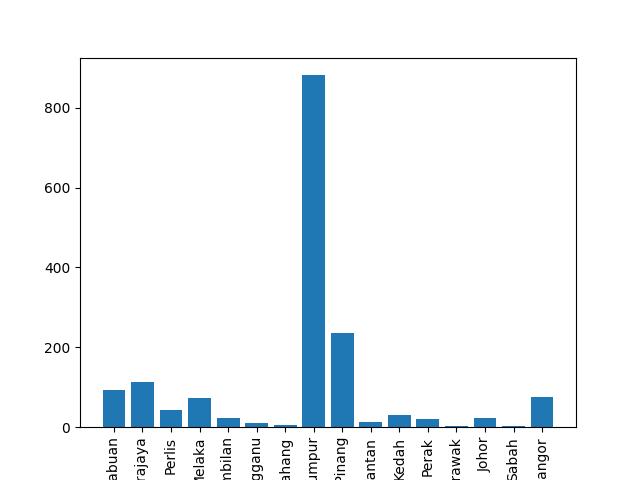 800
600
400
200
0
abuan
rajaya
Perlis
Melaka
mbilan
gganu
ahang
umpur
Pinang
antan
Kedah
Perak
rawak
Johor
Sabah
angor